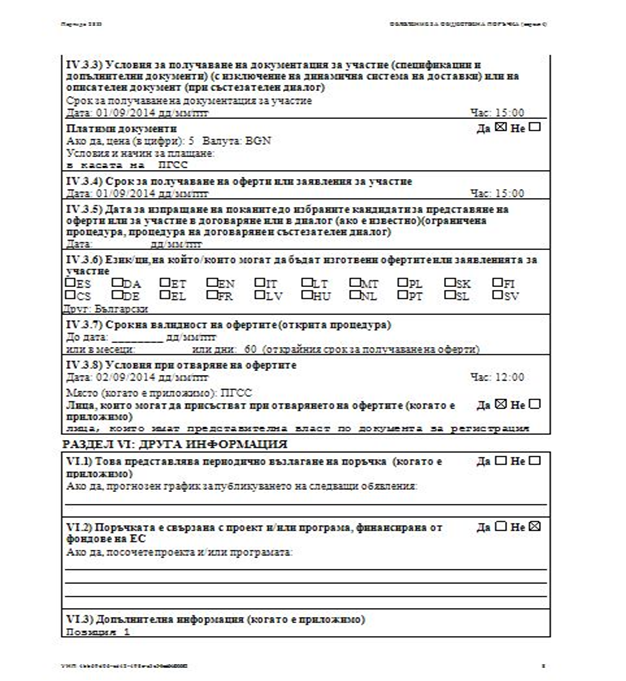 Партида: ОБЯВЛЕНИЕ ЗА ОБЩЕСТВЕНА ПОРЪЧКА
IV.3.3) Условия за получаване на документация за участие (спецификации и
допълнителни документи) (с изключение на динамична система на доставки) или на
описателен документ (при състезателен диалог)
Срок за получаване на документация за участие
Дата: 01/09/2014 дд/мм/гггг Час: 15:00
Платими документи Да ☒ Не ☐
Ако да, цена (в цифри): 5 Валута: BGN
Условия и начин за плащане:
в касата на ПГСС
IV.3.4) Срок за получаване на оферти или заявления за участие
Дата: 01/09/2014 дд/мм/гггг Час: 15:00
IV.3.5) Дата за изпращане на поканите до избраните кандидати за представяне на
оферти или за участие в договаряне или в диалог (ако е известно)(ограничена
процедура, процедура на договаряне и състезателен диалог)
Дата: ________ дд/мм/гггг
IV.3.6) Език/ци, на който/които могат да бъдат изготвени офертите или заявленията за
участие
☐ES ☐DA ☐ET ☐EN ☐IT ☐LT ☐MT ☐PL ☐SK ☐FI
☐CS ☐DE ☐EL ☐FR ☐LV ☐HU ☐NL ☐PT ☐SL ☐SV
Друг: Български
IV.3.7) Срок на валидност на офертите (открита процедура)
До дата: ________ дд/мм/гггг
или в месеци: ________ или дни: 60 (от крайния срок за получаване на оферти)
IV.3.8) Условия при отваряне на офертите
Дата: 02/09/2014 дд/мм/гггг Час: 12:00
Място (когато е приложимо): ПГСС
Лица, които могат да присъстват при отварянето на офертите (когато е Да ☒ Не ☐
приложимо)
лица, които имат представителна власт по документа за регистрация
РАЗДЕЛ VI: ДРУГА ИНФОРМАЦИЯ
VI.1) Това представлява периодично възлагане на поръчка (когато е Да ☐ Не ☐
приложимо)
Ако да, прогнозен график за публикуването на следващи обявления:
VI.2) Поръчката е свързана с проект и/или програма, финансирана от Да ☐ Не ☒
фондове на ЕС
Ако да, посочете проекта и/или програмата:
VI.3) Допълнителна информация (когато е приложимо)
Позиция 1
УНП: